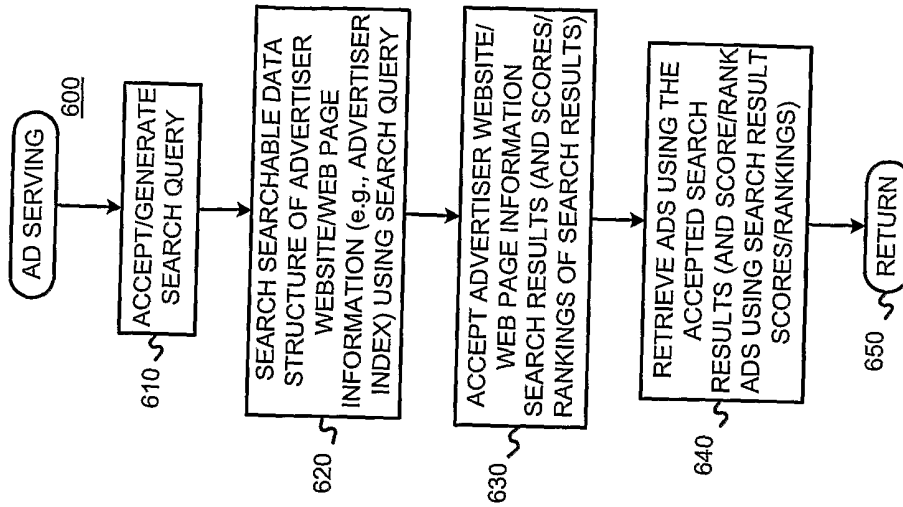 AD SERVING
600
ACCEPT/GENERATE
SEARCH QUERY
610
SEARCH SEARCHABLE DATA
STRUCTURE OF ADVERTISER
WEBSITE/WEB PAGE
INFORMATION (e.g., ADVERTISER
INDEX) USING SEARCH QUERY
620
ACCEPT ADVERTISER WEBSITE/
WEB PAGE INFORMATION
SEARCH RESULTS (AND SCORES/
RANKINGS OF SEARCH RESULTS)
630
RETRIEVE ADS USING THE
ACCEPTED SEARCH
RESULTS (AND SCORE/RANK
ADS USING SEARCH RESULT
SCORES/RANKINGS)
640
RETURN
650